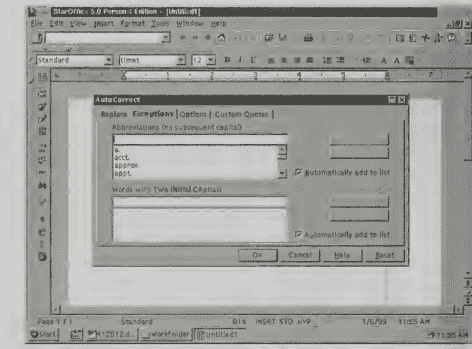 StarOffice 5.0 Personal Edition - [Untitled1]
File Edit View Insert Format Tools Window Help
Standard Times 12 B i U A A
AutoCorrect
Replace Exceptions Options Custom Quotes
Abbreviations (no subsequent capital)
a.
acct.
approx.
appt.
Automatically add to list
Words with TWo INitial CApitals
Automatically add to list
OK Cancel Help Reset
Page 1 / 1 Standard 61% INSRT STD HYP 1/6/99 11:55 AM
Start workFolder Untitled1 11:55 AM